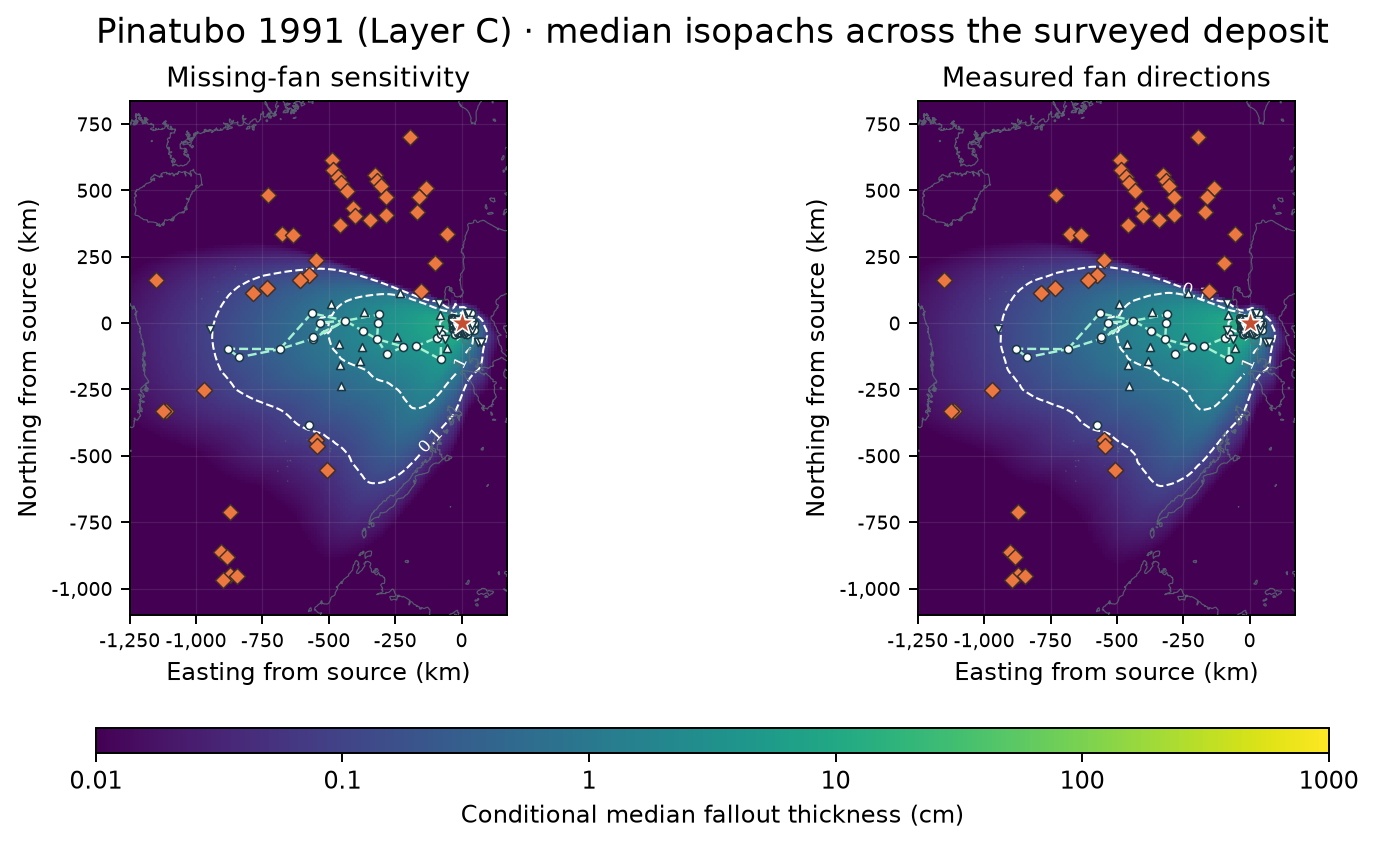 Pinatubo 1991 (Layer C) · median isopachs across the surveyed deposit
Missing-fan sensitivity
Measured fan directions
Northing from source (km)
750
500
250
0
-250
-500
-750
-1,000
1
0.1
-1,250 -1,000 -750 -500 -250 0
Easting from source (km)
Northing from source (km)
750
500
250
0
-250
-500
-750
-1,000
1
-1,250 -1,000 -750 -500 -250 0
Easting from source (km)
0.01 0.1 1 10 100 1000
Conditional median fallout thickness (cm)